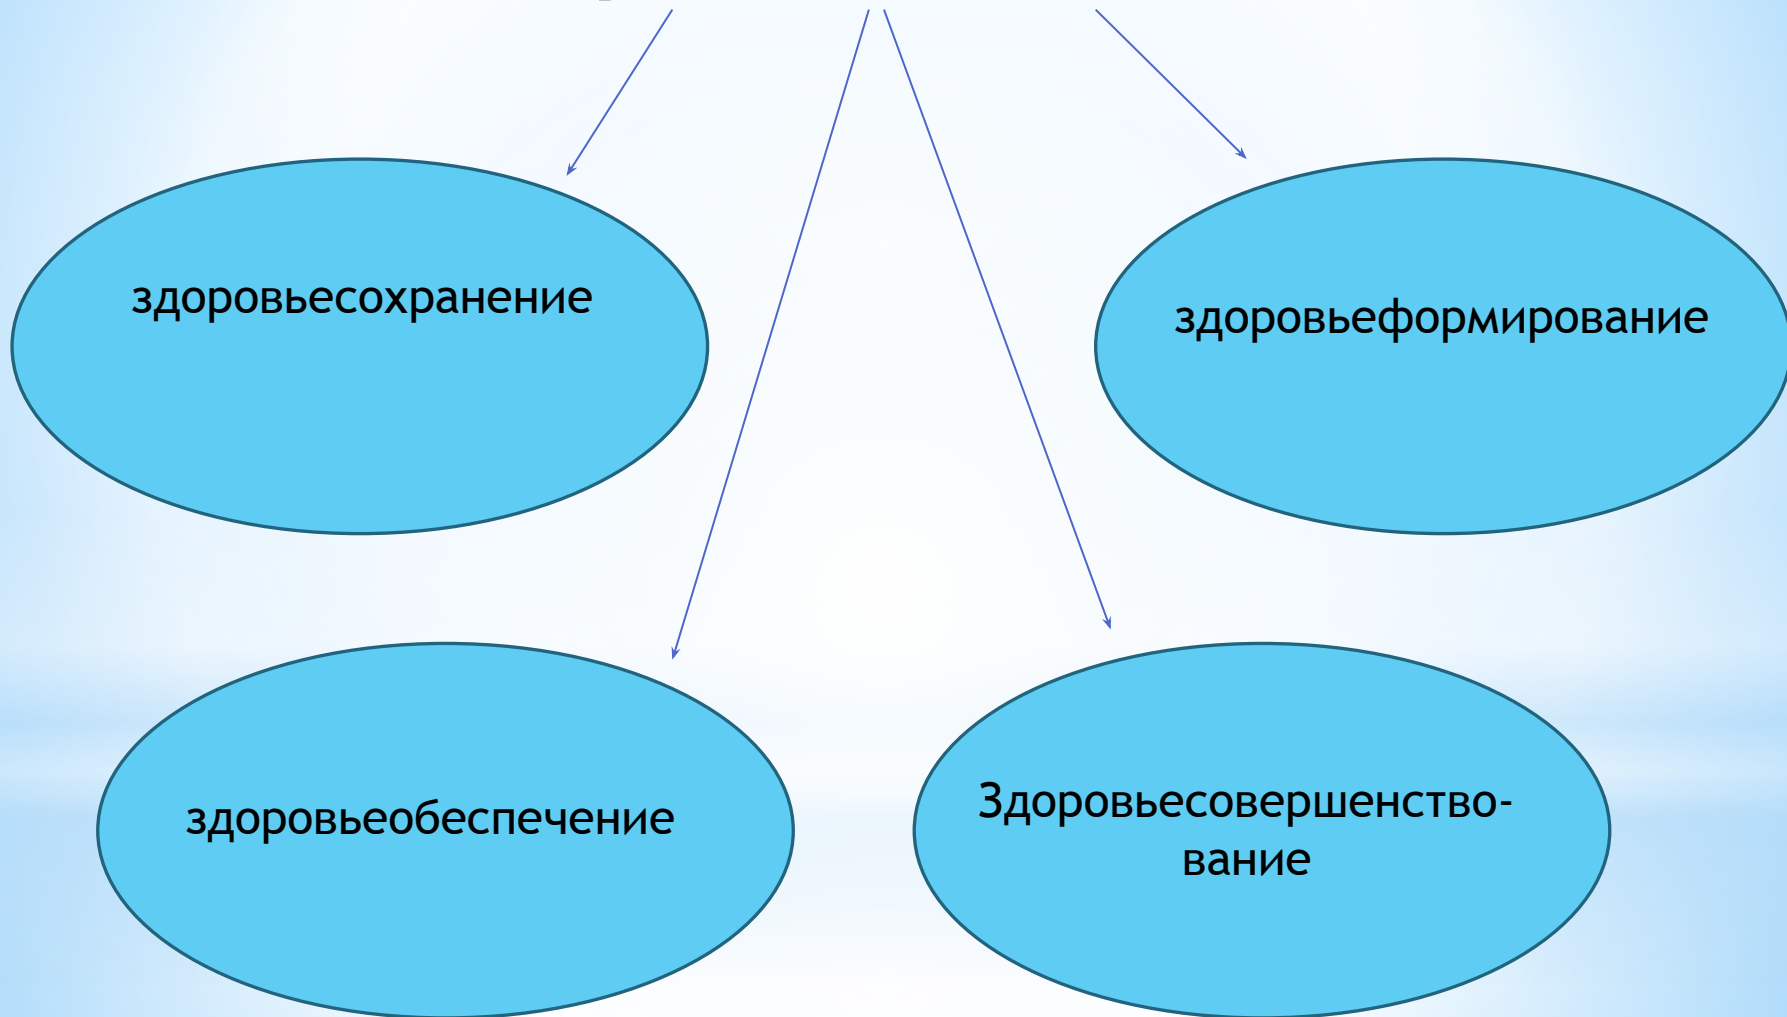 здоровьесохранение
здоровьеформирование
здоровьеобеспечение
Здоровьесовершенство-
вание